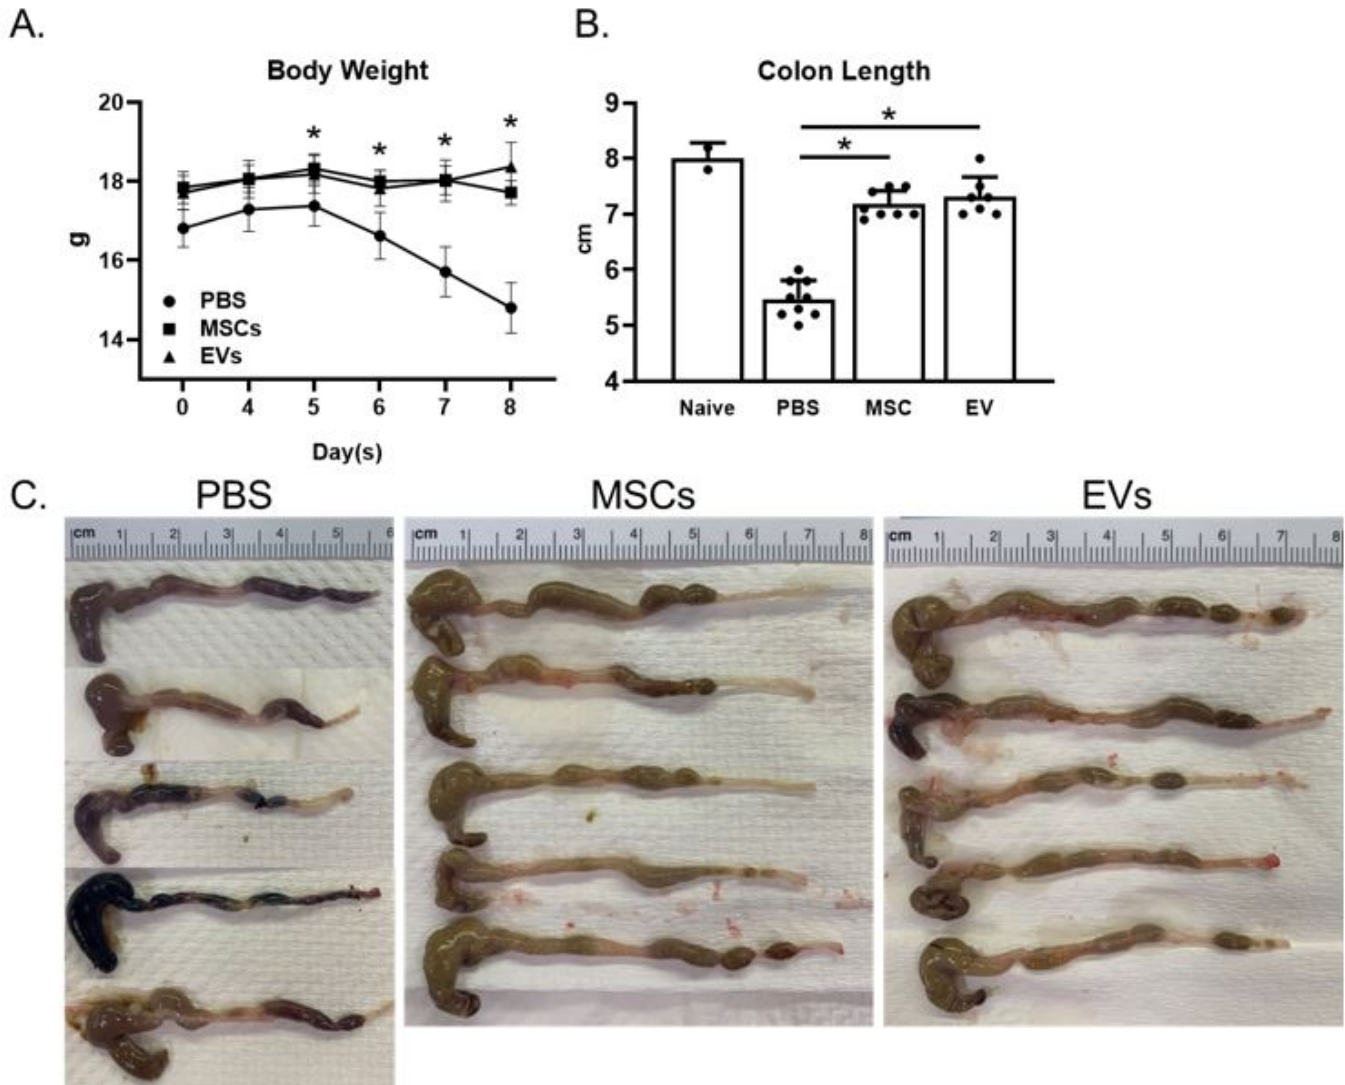 A.
Body Weight
20
18
16
14
g
* * * *
PBS
MSCs
EVs
0 4 5 6 7 8
Day(s)
B.
Colon Length
9
8
7
6
5
4
cm
*
*
Naive PBS MSC EV
C.
PBS MSCs EVs
cm 1 2 3 4 5 6
cm 1 2 3 4 5 6 7 8
cm 1 2 3 4 5 6 7 8